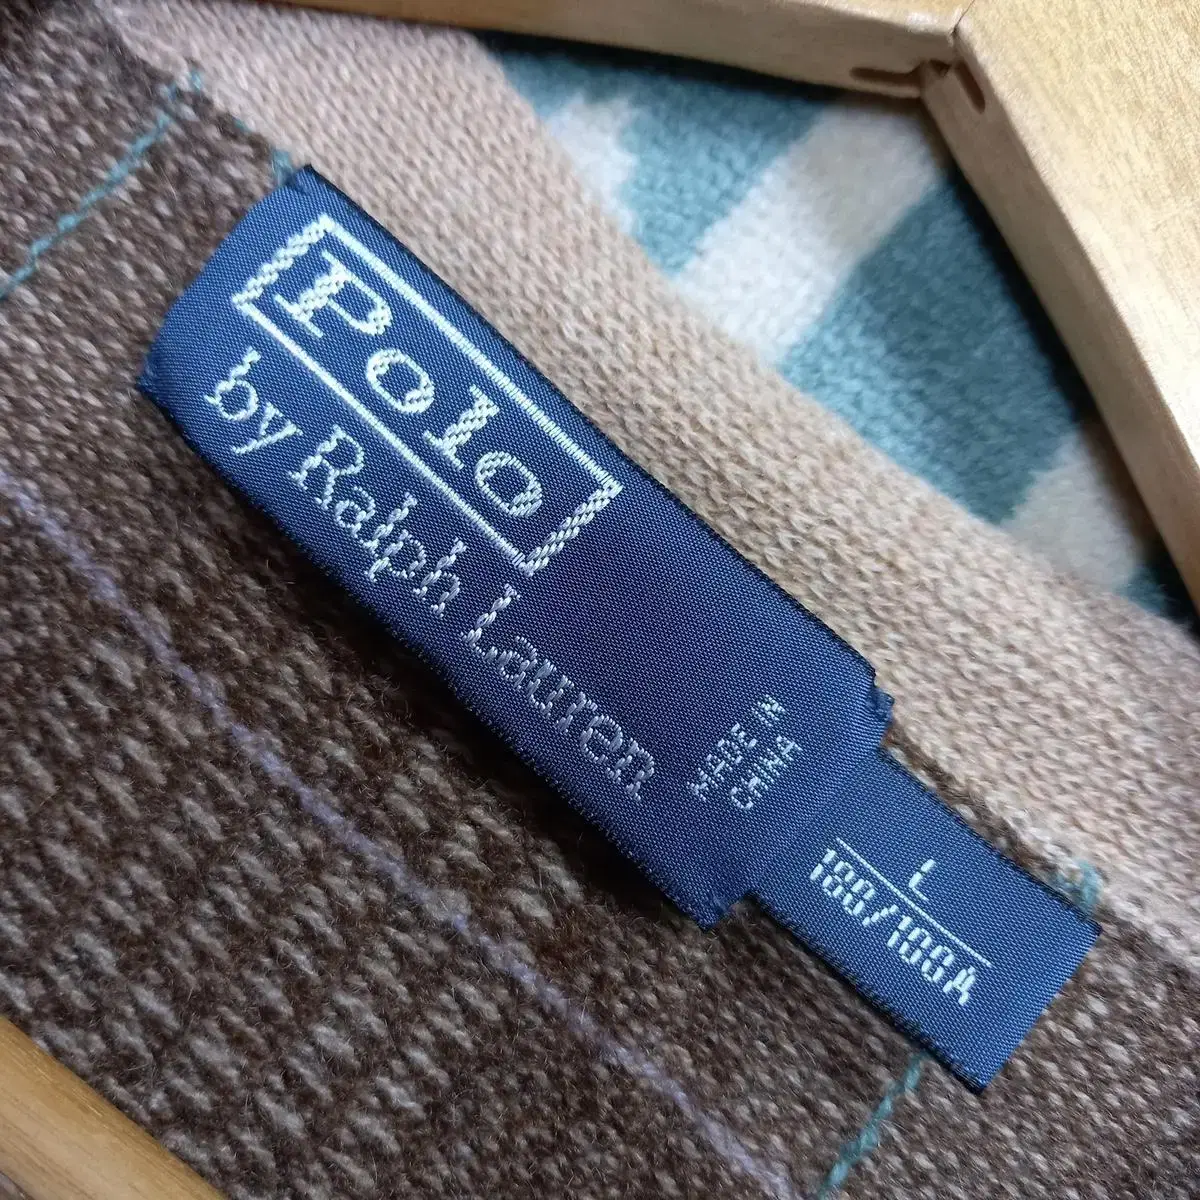 Polo
by Ralph Lauren
MADE IN
CHINA
L
180/100A